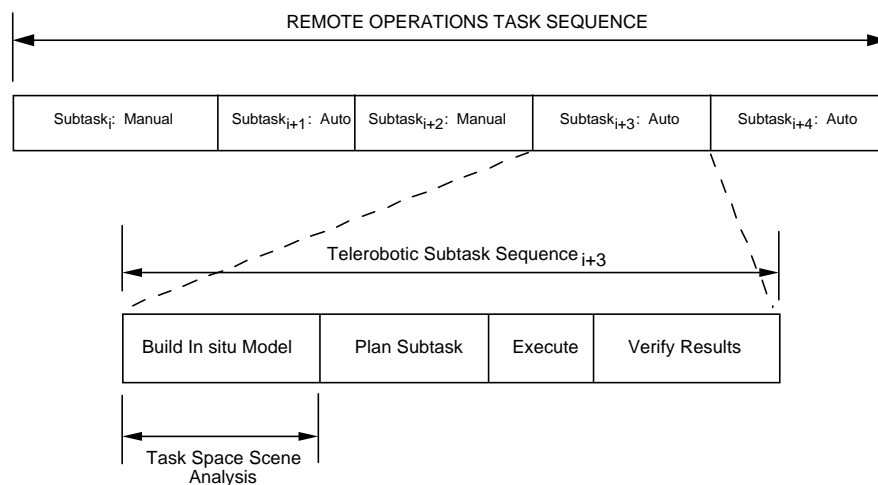 REMOTE OPERATIONS TASK SEQUENCE
Subtaski: Manual
Subtaski+1: Auto
Subtaski+2: Manual
Subtaski+3: Auto
Subtaski+4: Auto
Telerobotic Subtask Sequence i+3
Build In situ Model
Plan Subtask
Execute
Verify Results
Task Space Scene
Analysis